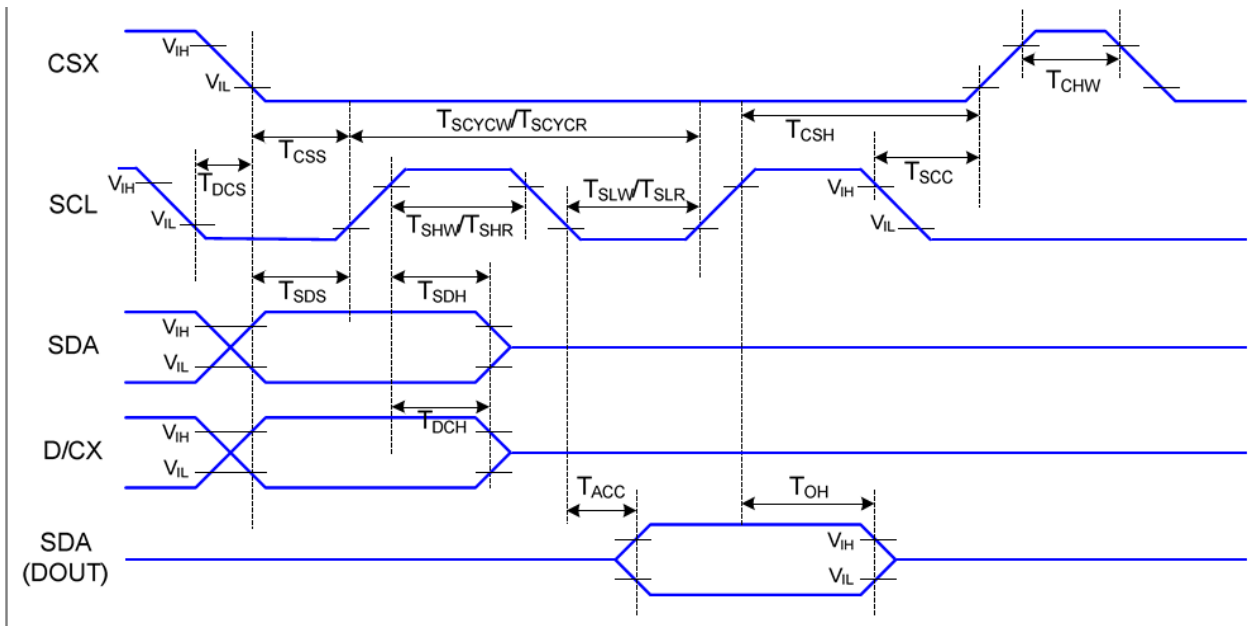 CSX
VIH
VIL
TCHW
TSCYCW/TSCYCR
TCSS
TCSH
TDCS
TSCC
SCL
VIH
VIL
TSHW/TSHR
TSLW/TSLR
VIH
VIL
TSDS
TSDH
SDA
VIH
VIL
TDCH
D/CX
VIH
VIL
TACC
TOH
SDA
(DOUT)
VIH
VIL